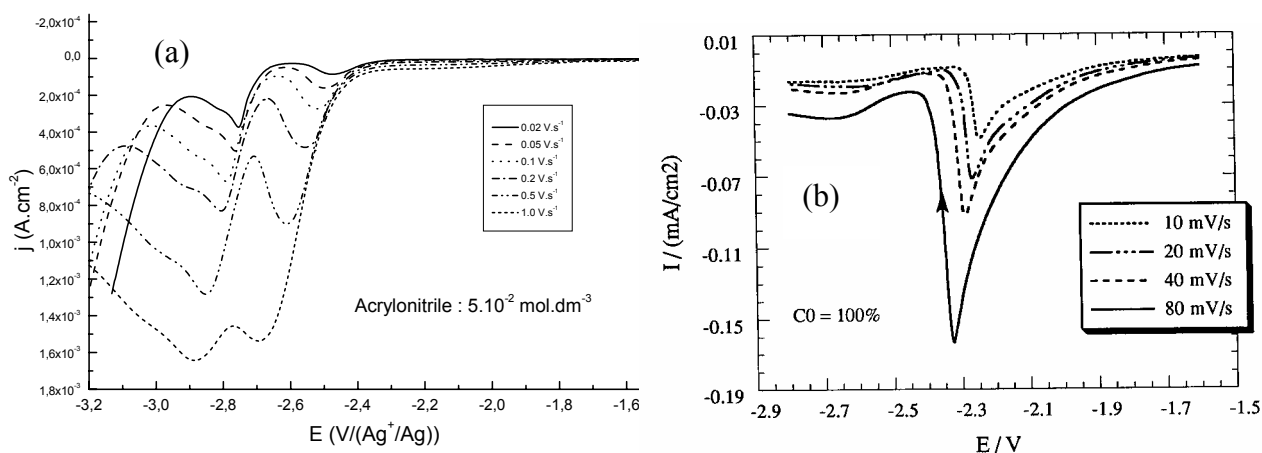 (a)
-2,0x10⁻⁴
0,0
2,0x10⁻⁴
4,0x10⁻⁴
6,0x10⁻⁴
8,0x10⁻⁴
1,0x10⁻³
1,2x10⁻³
1,4x10⁻³
1,6x10⁻³
1,8x10⁻³
j (A.cm⁻²)
0.02 V.s⁻¹
0.05 V.s⁻¹
0.1 V.s⁻¹
0.2 V.s⁻¹
0.5 V.s⁻¹
1.0 V.s⁻¹
Acrylonitrile : 5.10⁻² mol.dm⁻³
-3,2 -3,0 -2,8 -2,6 -2,4 -2,2 -2,0 -1,8 -1,6
E (V/(Ag⁺/Ag))
(b)
0.01
-0.03
-0.07
-0.11
-0.15
-0.19
I / (mA/cm2)
10 mV/s
20 mV/s
40 mV/s
80 mV/s
C0 = 100%
-2.9 -2.7 -2.5 -2.3 -2.1 -1.9 -1.7 -1.5
E / V